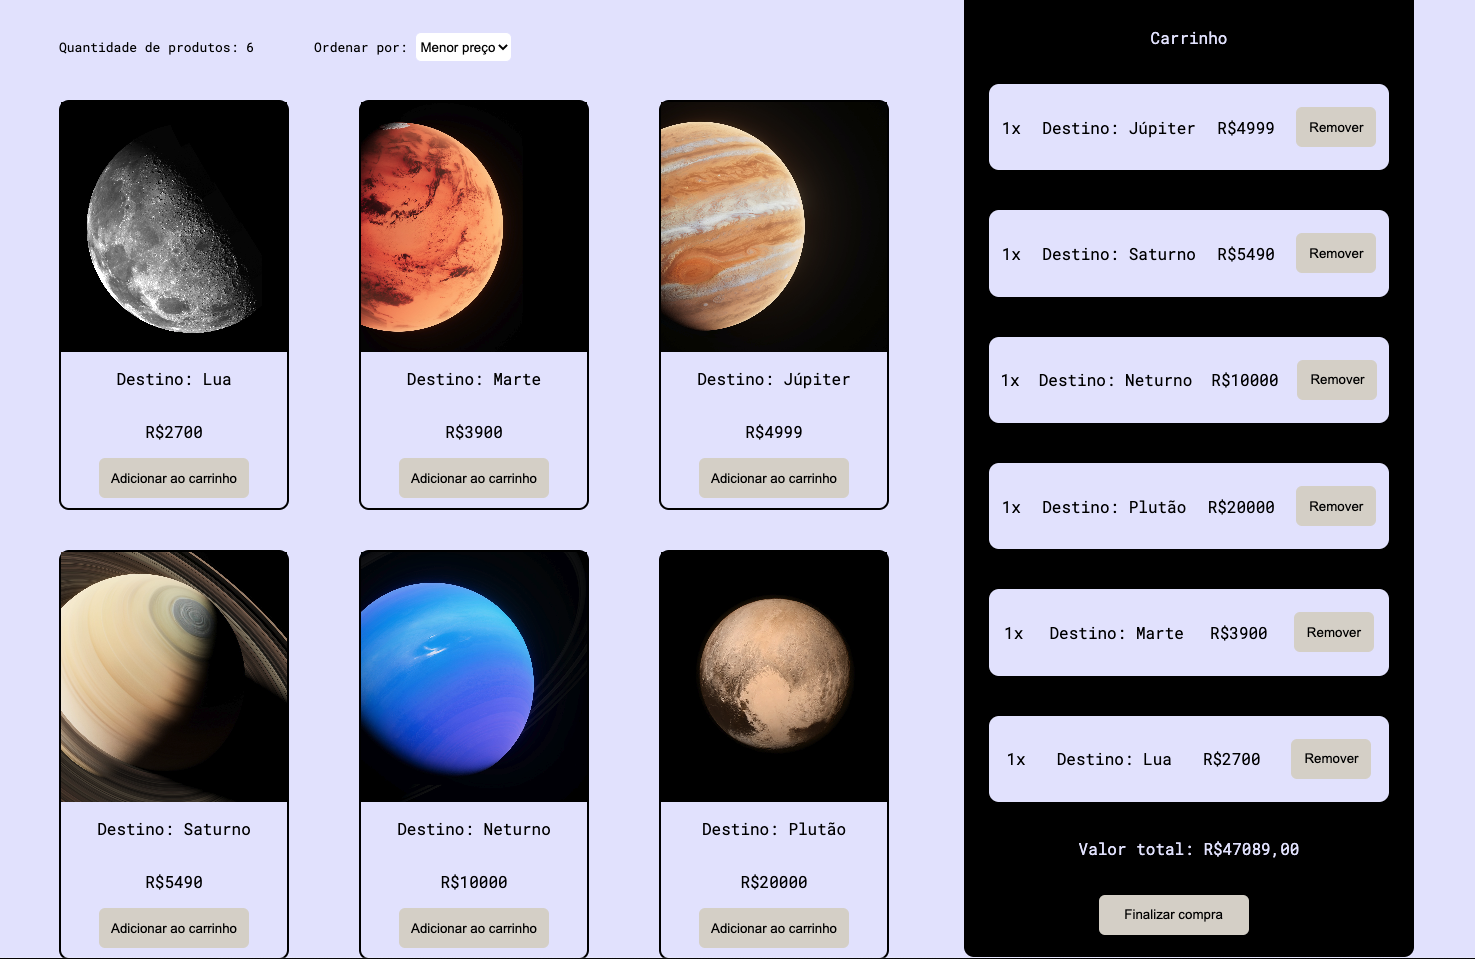 Quantidade de produtos: 6
Ordenar por: Menor preço
Destino: Lua
R$2700
Adicionar ao carrinho
Destino: Marte
R$3900
Adicionar ao carrinho
Destino: Júpiter
R$4999
Adicionar ao carrinho
Destino: Saturno
R$5490
Adicionar ao carrinho
Destino: Neturno
R$10000
Adicionar ao carrinho
Destino: Plutão
R$20000
Adicionar ao carrinho
Carrinho
1x Destino: Júpiter R$4999 Remover
1x Destino: Saturno R$5490 Remover
1x Destino: Neturno R$10000 Remover
1x Destino: Plutão R$20000 Remover
1x Destino: Marte R$3900 Remover
1x Destino: Lua R$2700 Remover
Valor total: R$47089,00
Finalizar compra